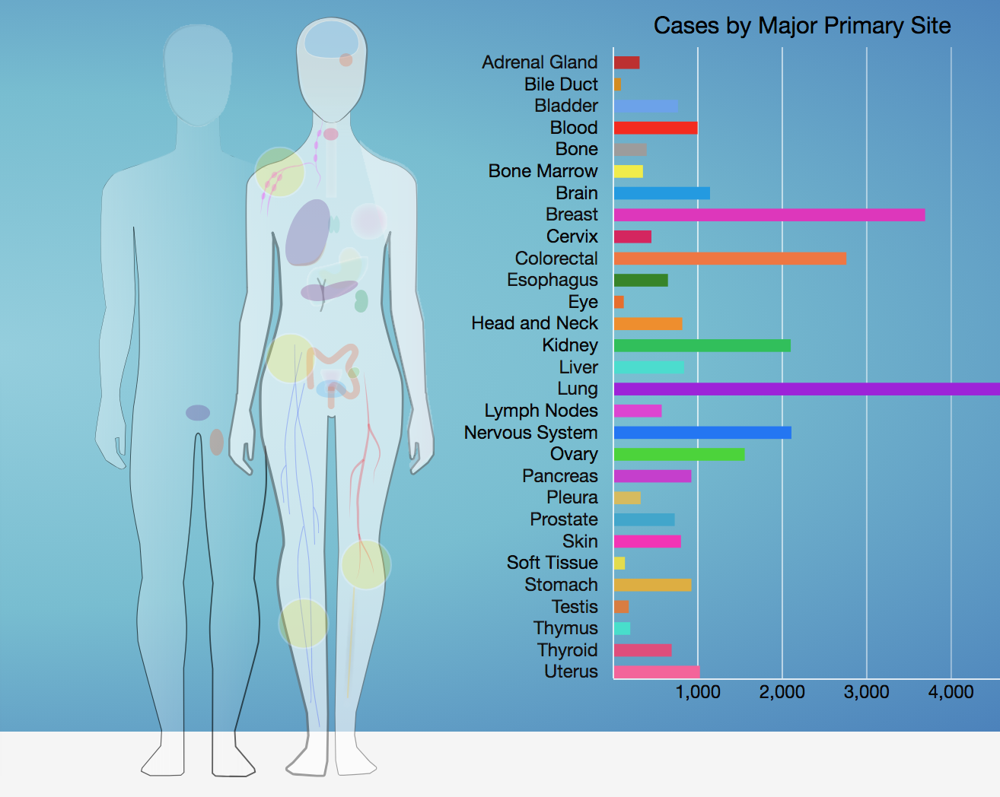 Cases by Major Primary Site
Adrenal Gland
Bile Duct
Bladder
Blood
Bone
Bone Marrow
Brain
Breast
Cervix
Colorectal
Esophagus
Eye
Head and Neck
Kidney
Liver
Lung
Lymph Nodes
Nervous System
Ovary
Pancreas
Pleura
Prostate
Skin
Soft Tissue
Stomach
Testis
Thymus
Thyroid
Uterus
1,000 2,000 3,000 4,000